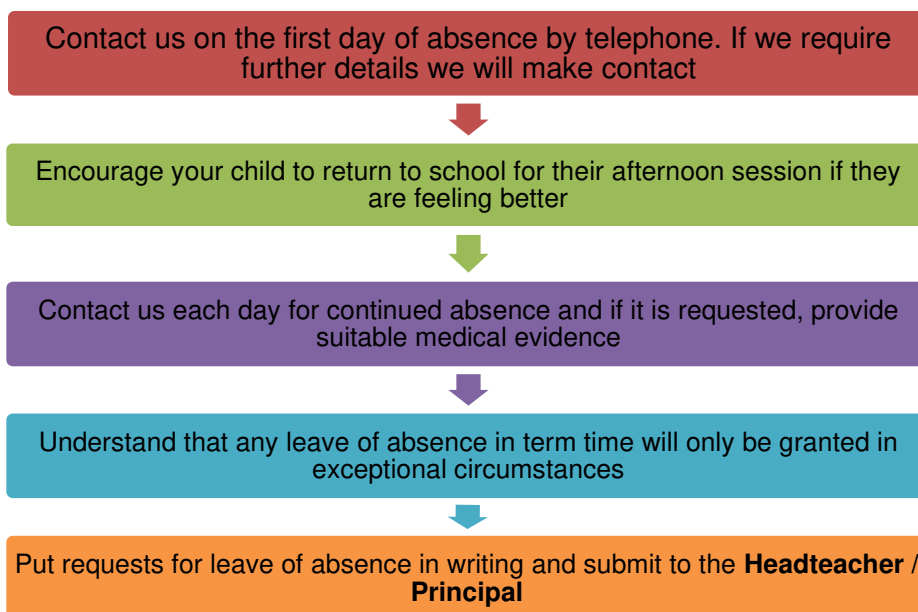 Contact us on the first day of absence by telephone. If we require
further details we will make contact
Encourage your child to return to school for their afternoon session if they
are feeling better
Contact us each day for continued absence and if it is requested, provide
suitable medical evidence
Understand that any leave of absence in term time will only be granted in
exceptional circumstances
Put requests for leave of absence in writing and submit to the Headteacher /
Principal